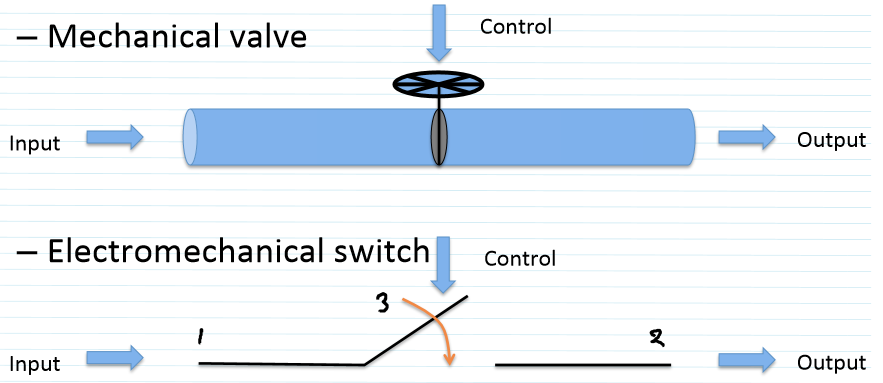 – Mechanical valve
Control
Input
Output
– Electromechanical switch
Control
3
1
2
Input
Output